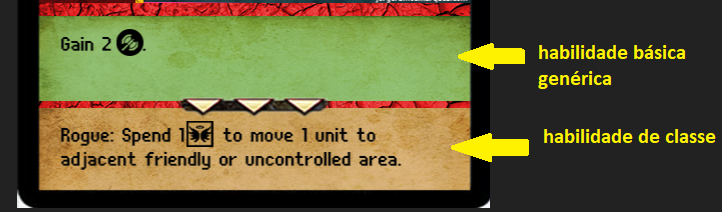 Gain 2 .
habilidade básica
genérica
Rogue: Spend 1 to move 1 unit to
adjacent friendly or uncontrolled area.
habilidade de classe